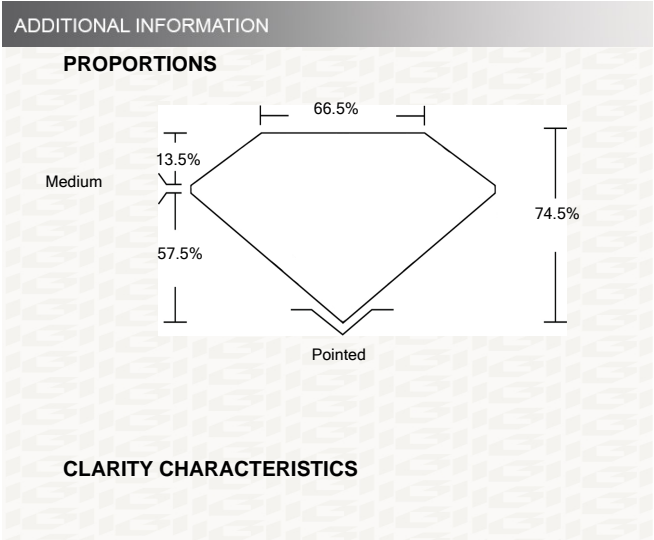 ADDITIONAL INFORMATION
PROPORTIONS
66.5%
13.5%
Medium
74.5%
57.5%
Pointed
CLARITY CHARACTERISTICS